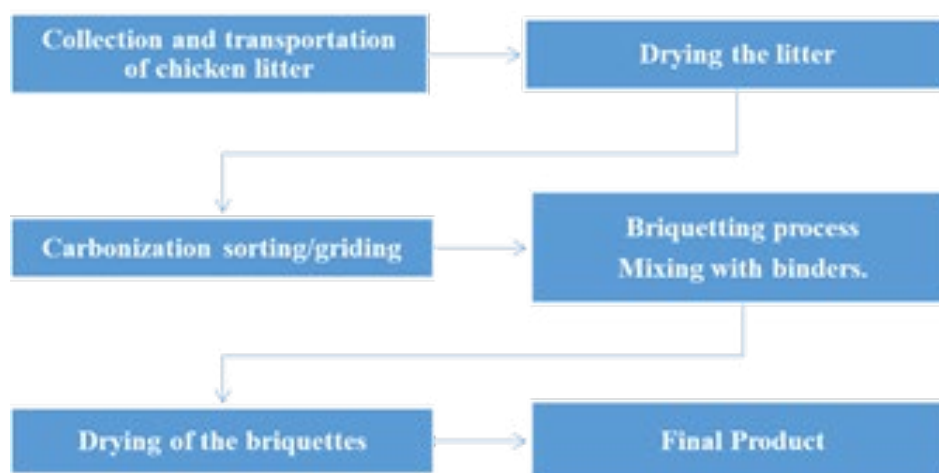 Collection and transportation
of chicken litter
Drying the litter
Carbonization sorting/griding
Briquetting process
Mixing with binders.
Drying of the briquettes
Final Product